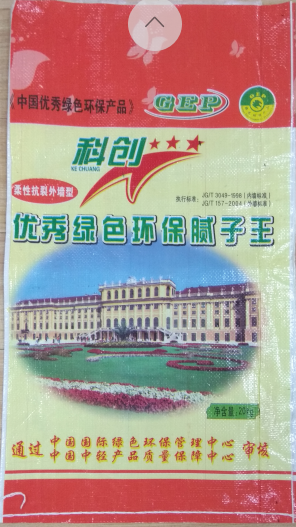 《中国优秀绿色环保产品》 GEP
GEP
科创
KE CHUANG
柔性抗裂外墙型
执行标准: JG/T 3049-1998 (内墙标准)
JG/T 157-2004 (外墙标准)
优秀绿色环保腻子王
净含量: 20kg
通过 中国国际绿色环保管理中心 审核
中国中轻产品质量保障中心